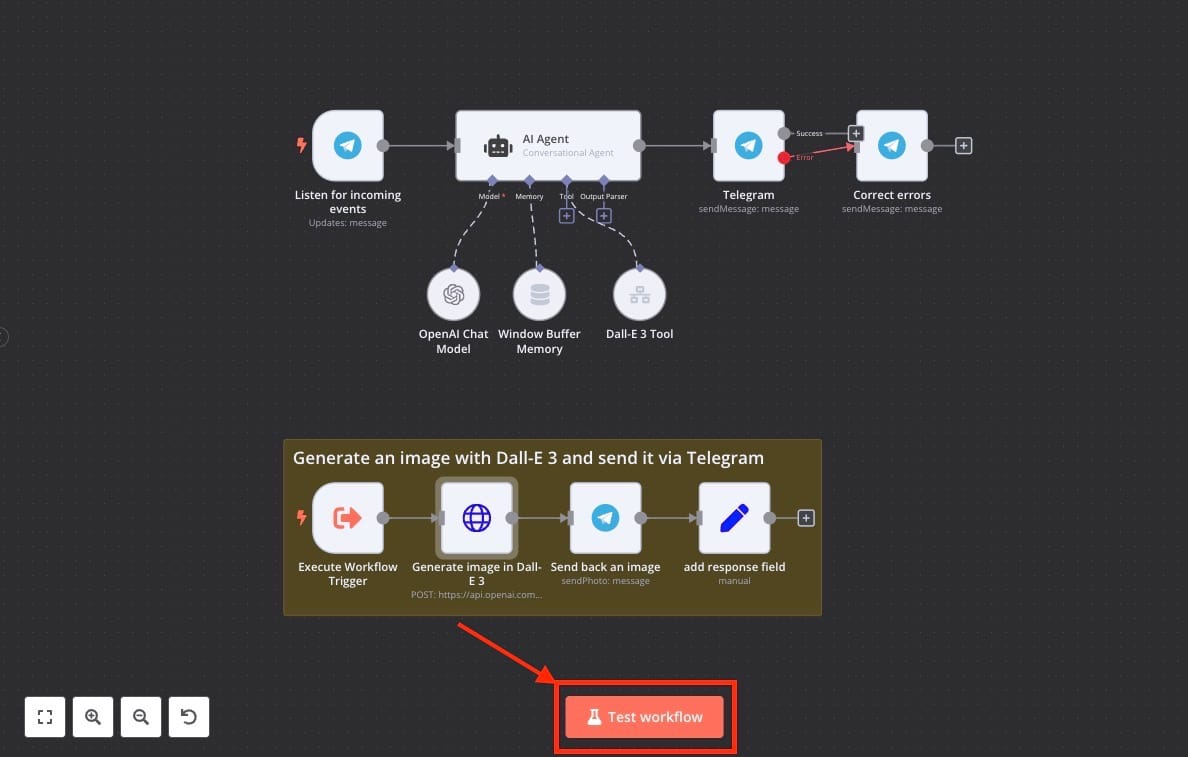 AI Agent
Conversational Agent
Success
Error
Model *
Memory
Tool
Output Parser
Listen for incoming
events
Updates: message
Telegram
sendMessage: message
Correct errors
sendMessage: message
OpenAI Chat
Model
Window Buffer
Memory
Dall-E 3 Tool
Generate an image with Dall-E 3 and send it via Telegram
Execute Workflow
Trigger
Generate image in Dall-
E 3
POST: https://api.openai.com...
Send back an image
sendPhoto: message
add response field
manual
Test workflow